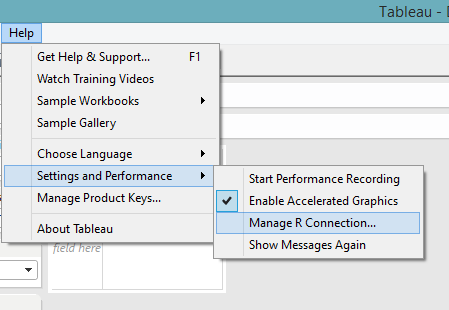 Tableau -
Help
Get Help & Support... F1
Watch Training Videos
Sample Workbooks
Sample Gallery
Choose Language
Settings and Performance
Manage Product Keys...
About Tableau
Start Performance Recording
Enable Accelerated Graphics
Manage R Connection...
Show Messages Again
field here